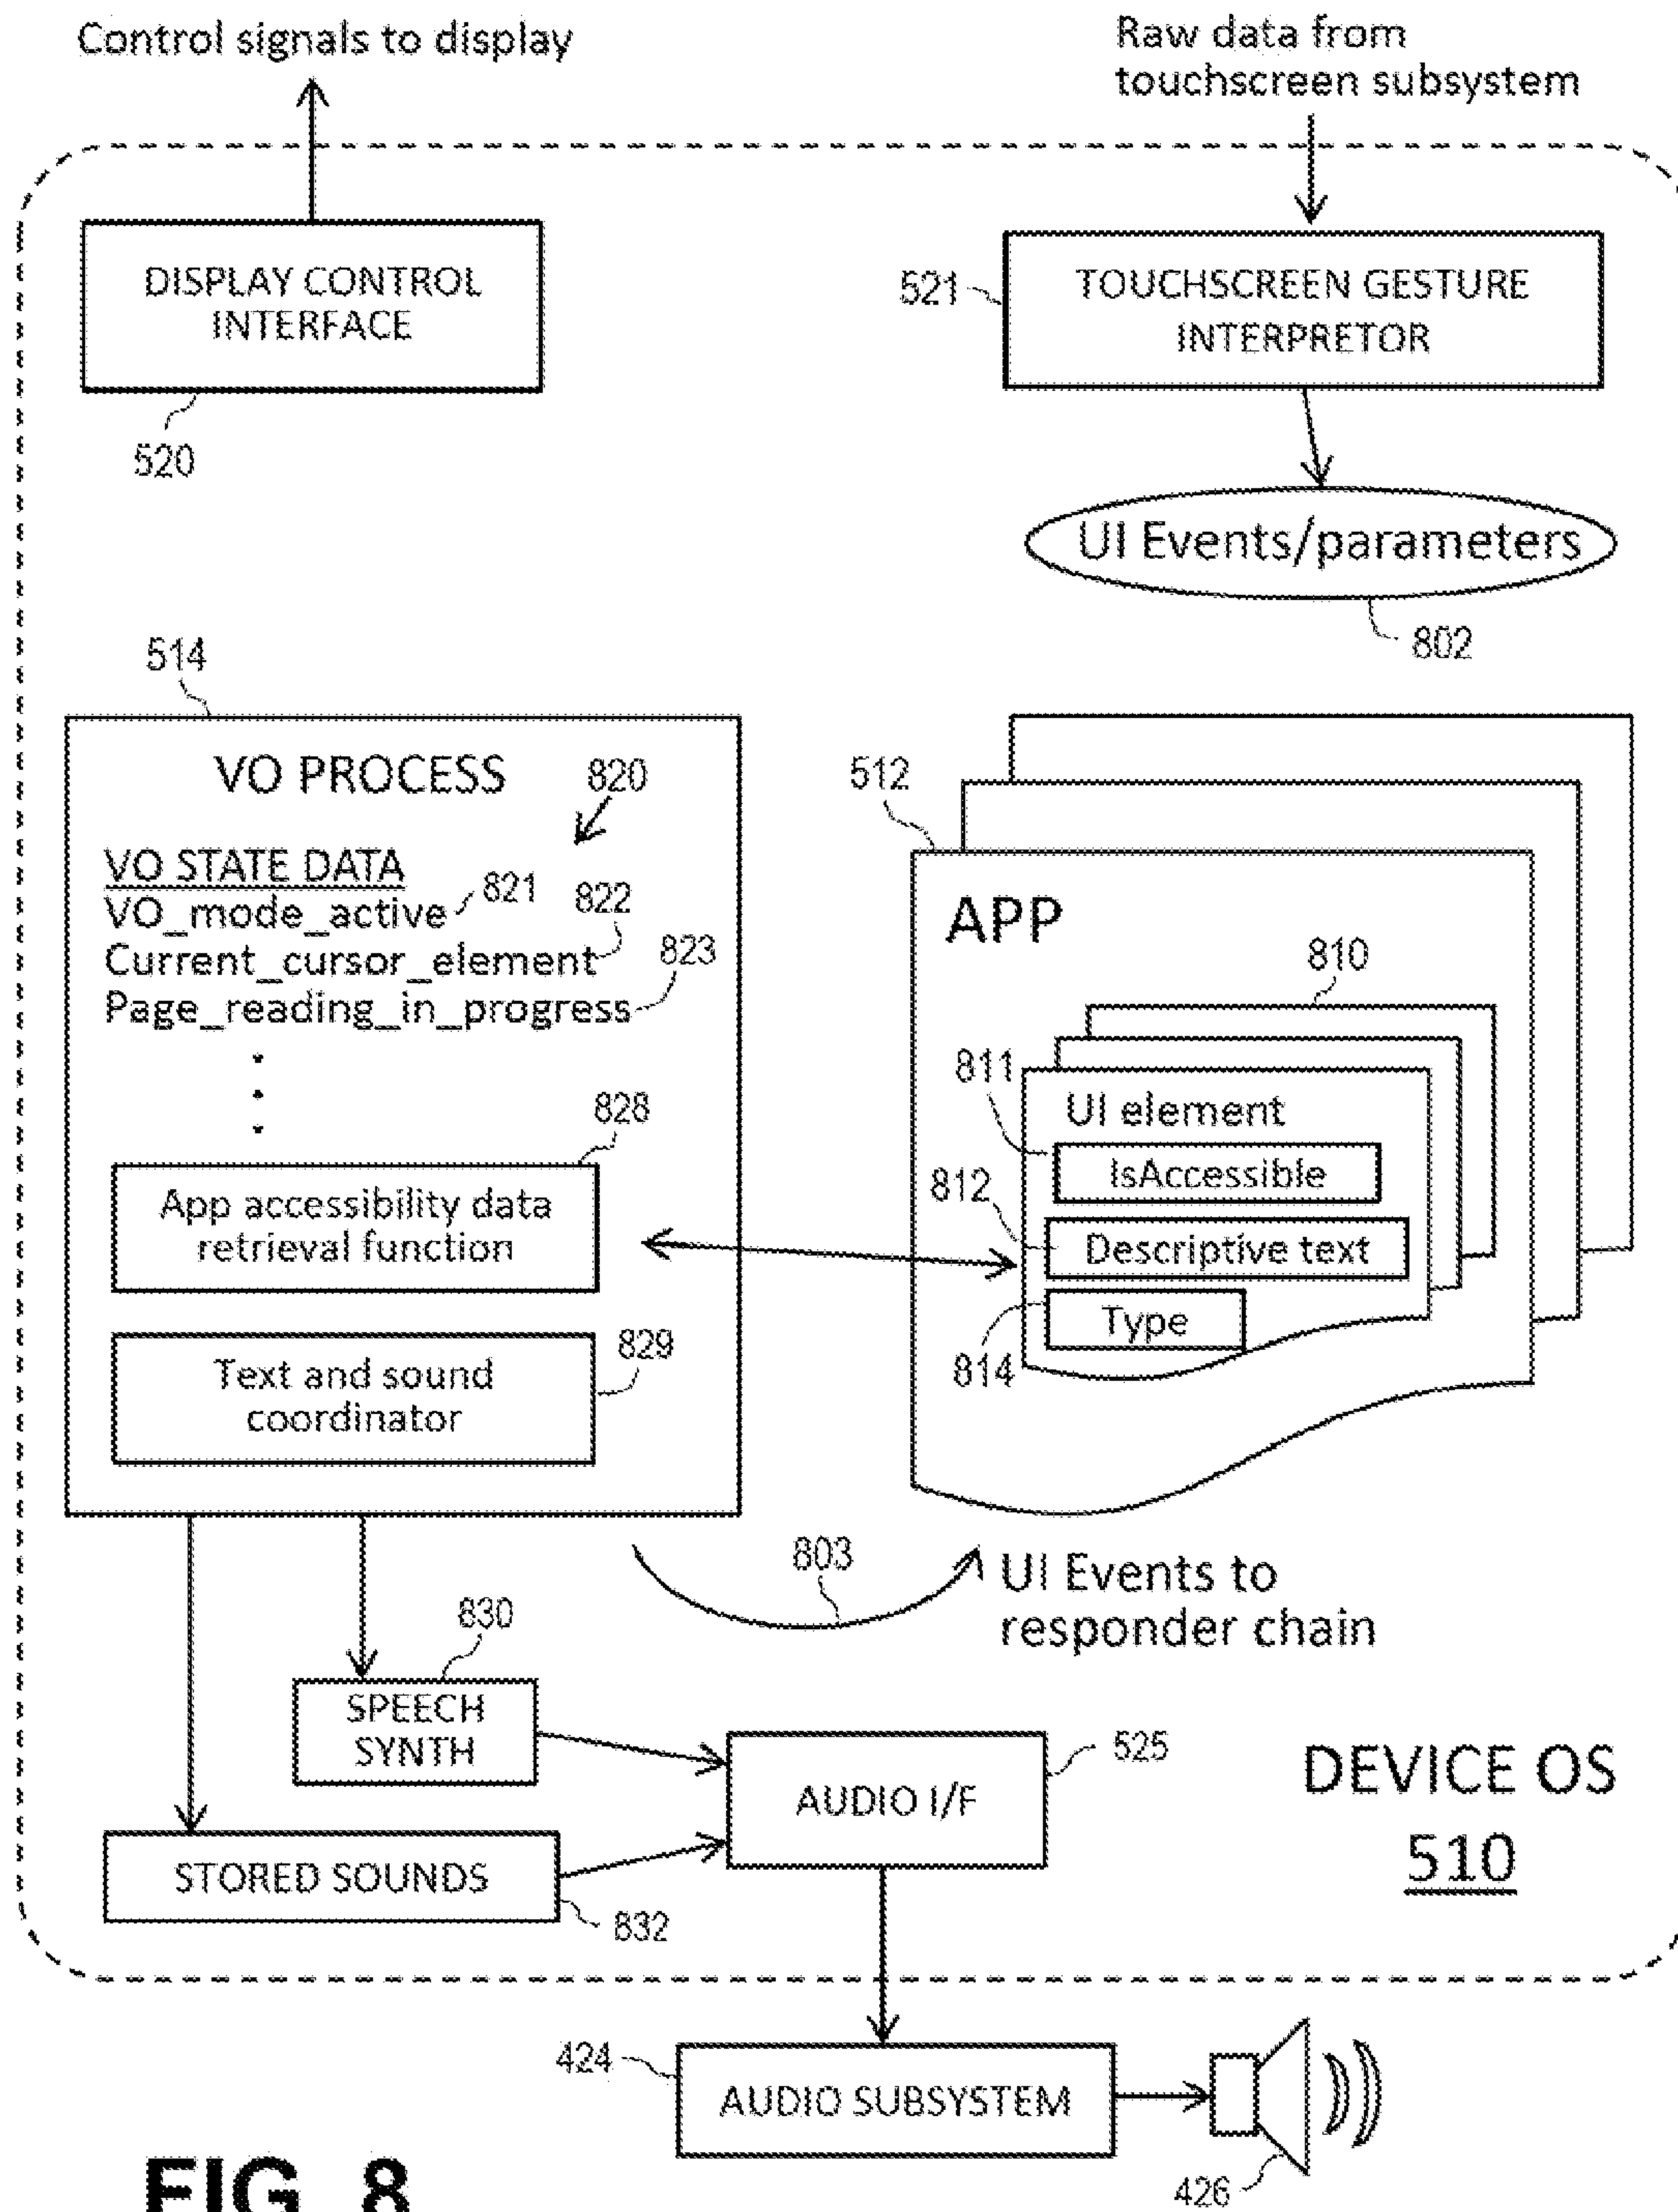 Control signals to display
Raw data from
touchscreen subsystem
DISPLAY CONTROL
INTERFACE
520
521
TOUCHSCREEN GESTURE
INTERPRETOR
UI Events/parameters
802
514
VO PROCESS
820
VO STATE DATA
VO_mode_active
821
822
Current_cursor_element
823
Page_reading_in_progress
828
App accessibility data
retrieval function
829
Text and sound
coordinator
512
APP
810
811
UI element
IsAccessible
812
Descriptive text
Type
814
803
UI Events to
responder chain
830
SPEECH
SYNTH
525
AUDIO I/F
STORED SOUNDS
832
DEVICE OS
510
424
AUDIO SUBSYSTEM
426
FIG. 8